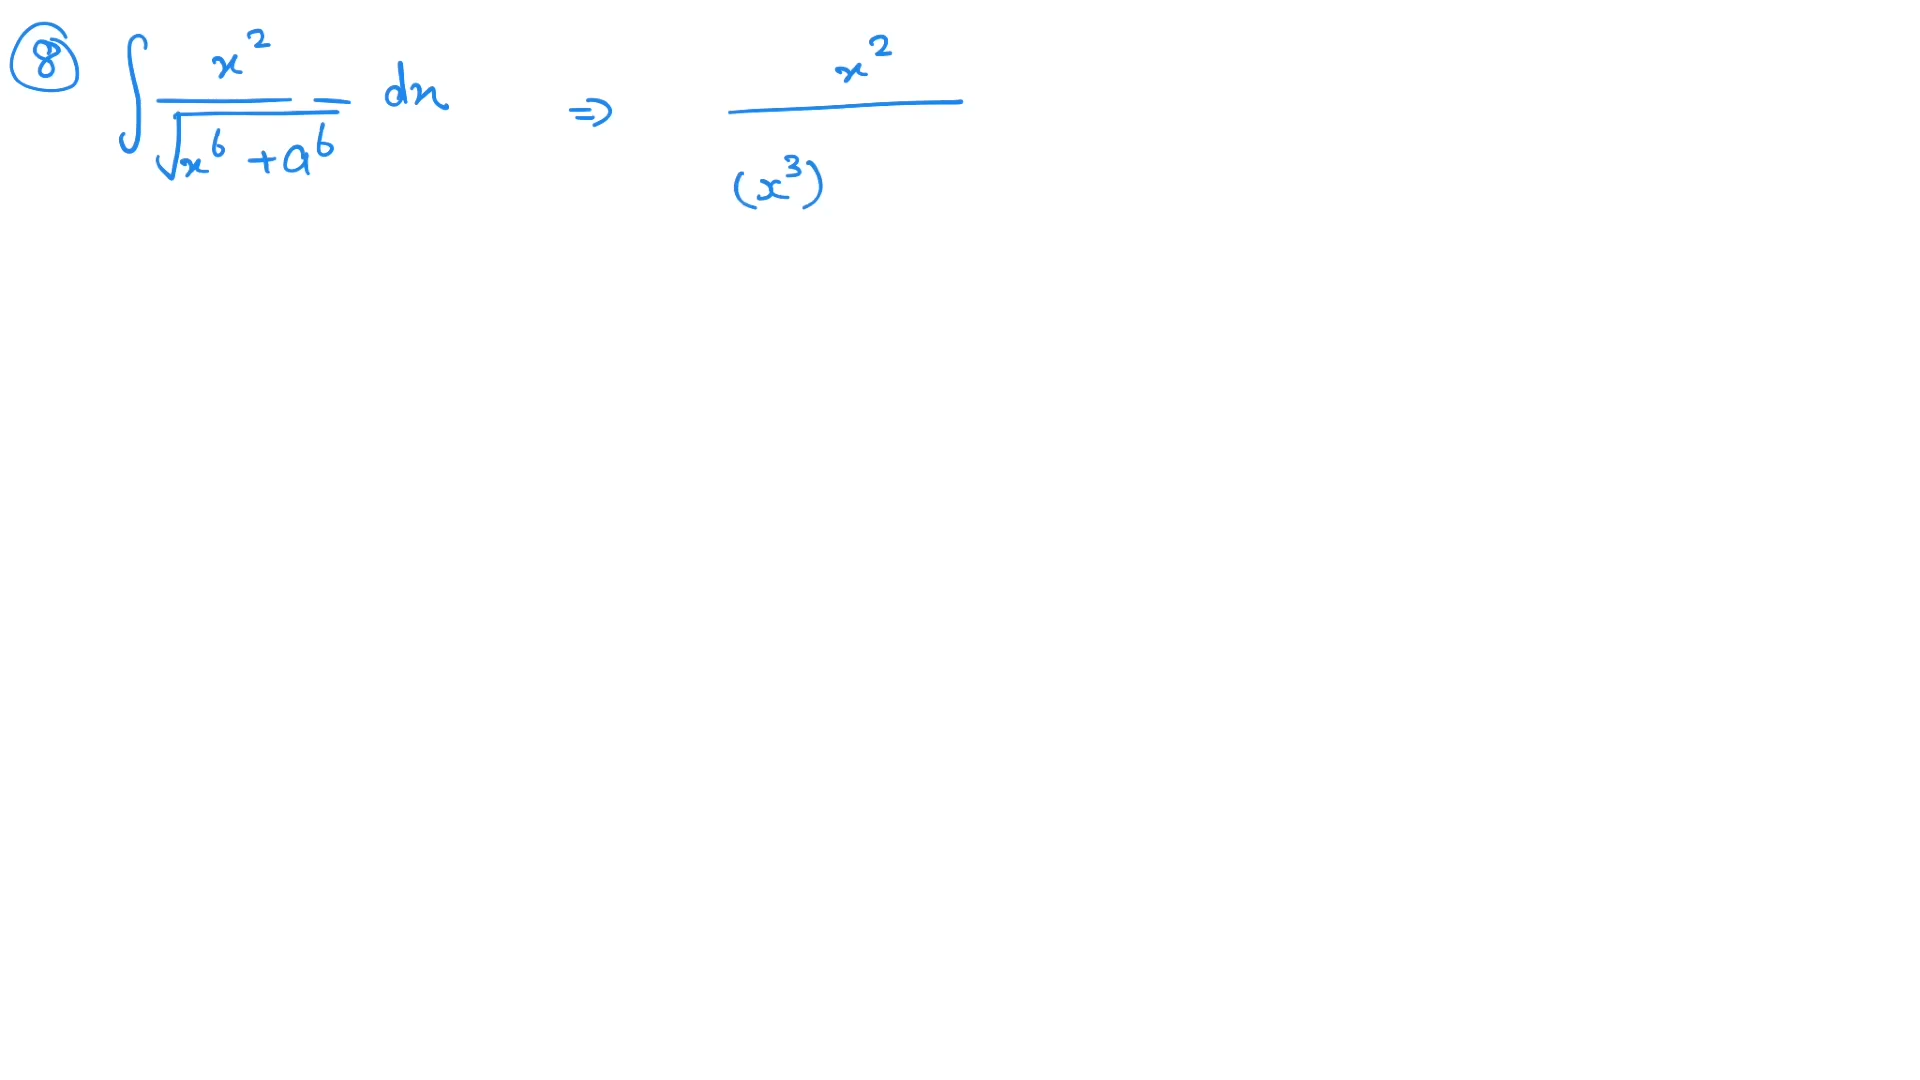 ⑧ ∫ x² / √(x⁶ + a⁶) dx ⇒ x² / (x³)